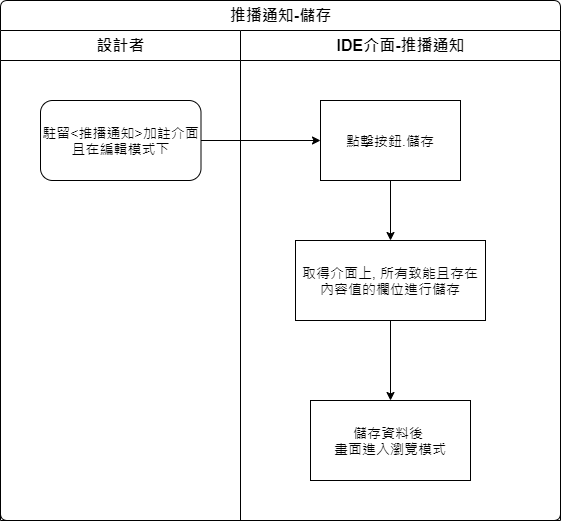 推播通知-儲存
設計者
IDE介面-推播通知
駐留<推播通知>加註介面
且在編輯模式下
點擊按鈕.儲存
取得介面上, 所有致能且存在
內容值的欄位進行儲存
儲存資料後
畫面進入瀏覽模式